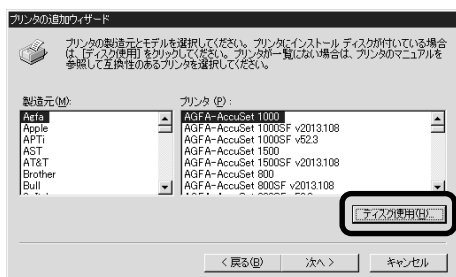 プリンタの追加ウィザード
プリンタの製造元とモデルを選択してください。プリンタにインストール ディスクが付いている場合
は、[ディスク使用] をクリックしてください。プリンタが一覧にない場合は、プリンタのマニュアルを
参照して互換性のあるプリンタを選択してください。
製造元(M):
プリンタ (P) :
Agfa
Apple
APTi
AST
AT&T
Brother
Bull
AGFA-AccuSet 1000
AGFA-AccuSet 1000SF v2013.108
AGFA-AccuSet 1000SF v52.3
AGFA-AccuSet 1500
AGFA-AccuSet 1500SF v2013.108
AGFA-AccuSet 800
AGFA-AccuSet 800SF v2013.108
ディスク使用(H)...
< 戻る(B)
次へ >
キャンセル